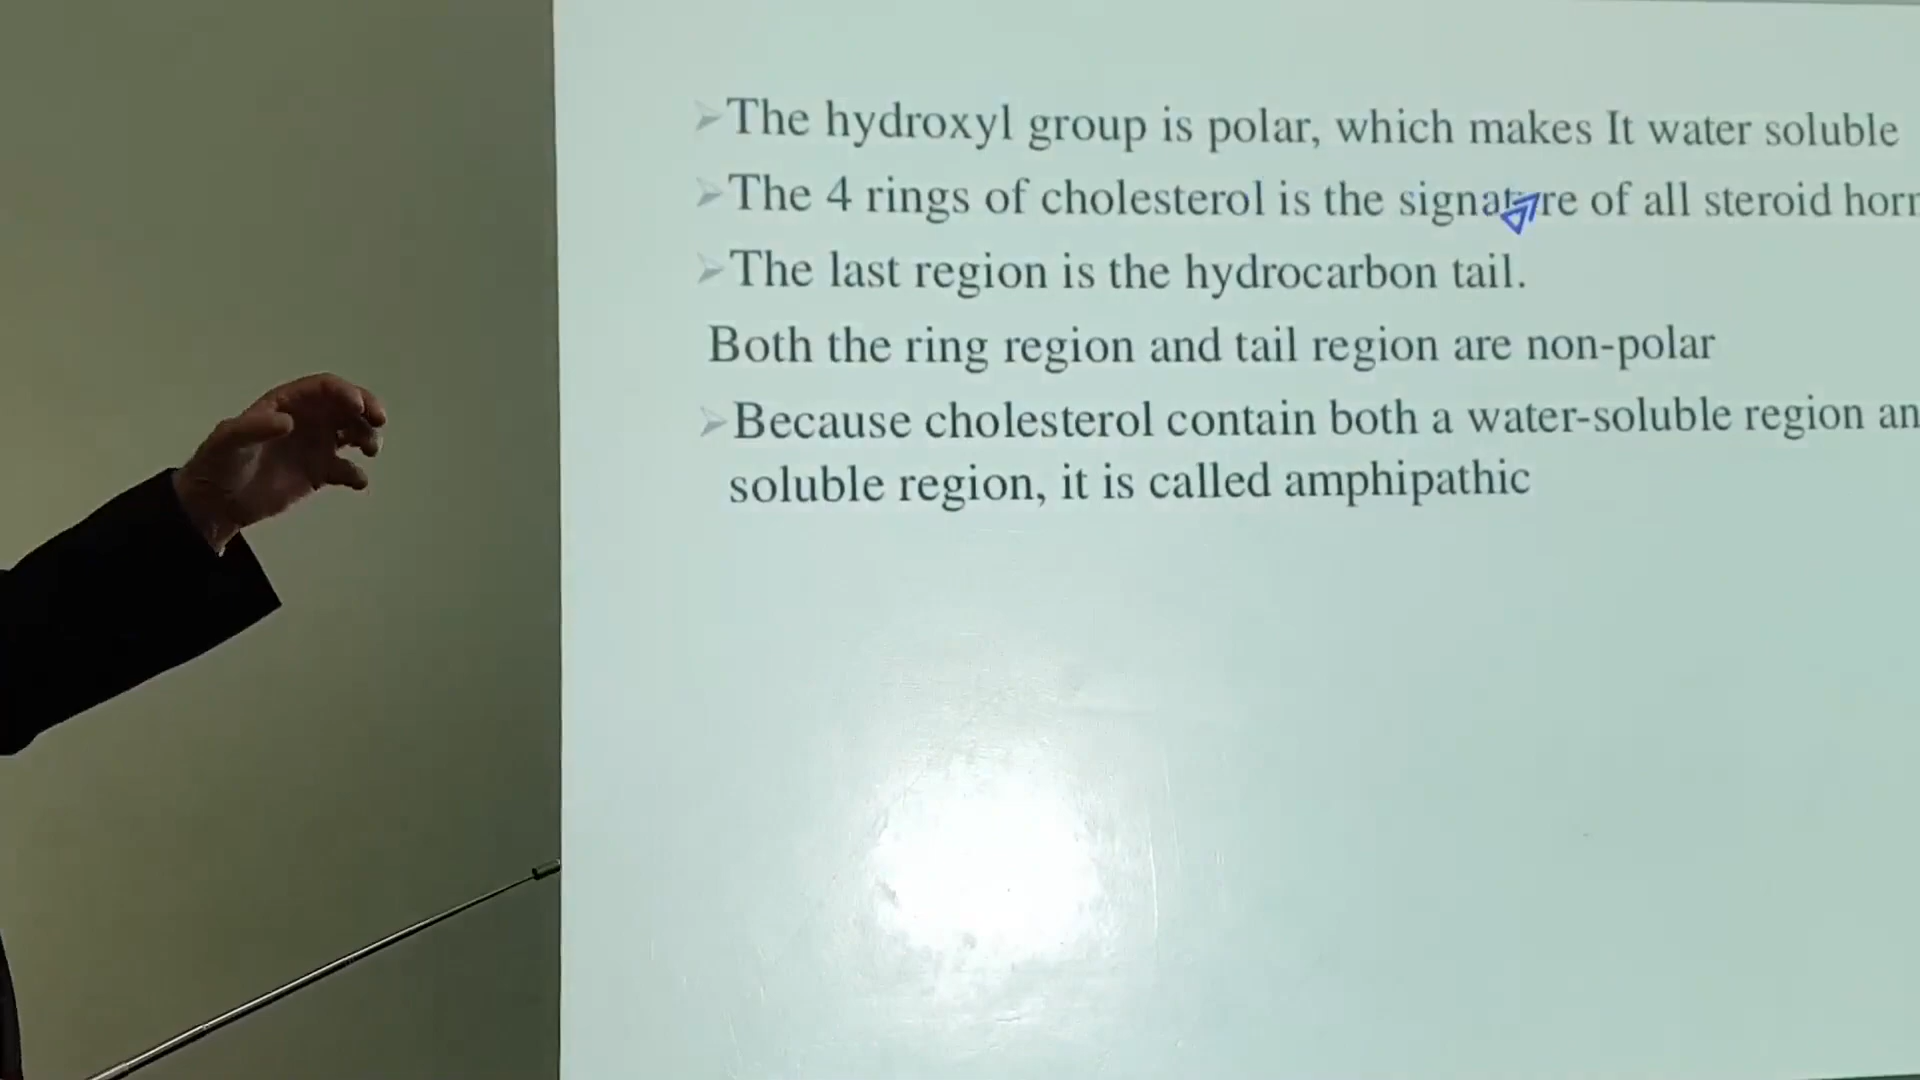 The hydroxyl group is polar, which makes It water soluble
The 4 rings of cholesterol is the signature of all steroid
The last region is the hydrocarbon tail.
Both the ring region and tail region are non-polar
Because cholesterol contain both a water-soluble region
soluble region, it is called amphipathic